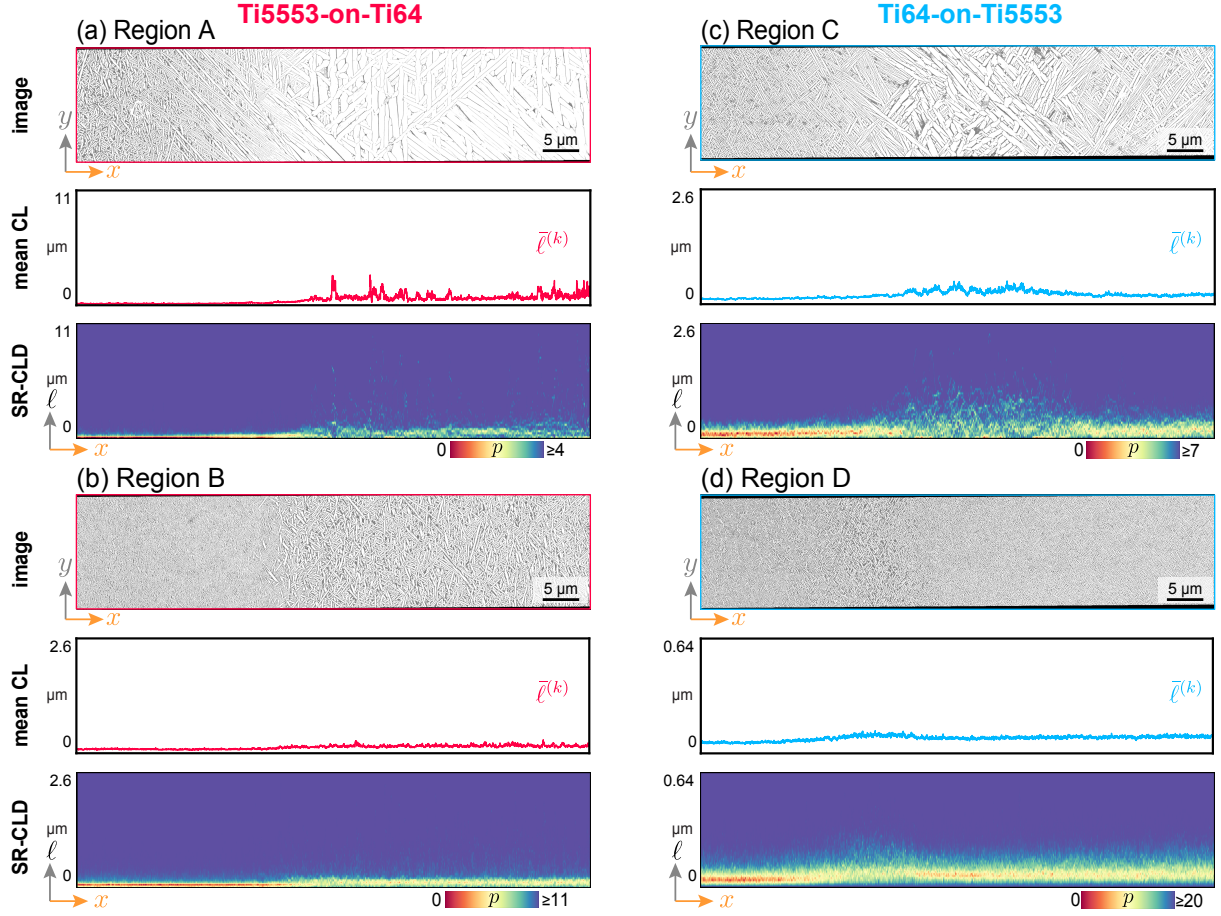 Ti5553-on-Ti64
(a) Region A
image
y
x
5 µm
mean CL
11
µm
0
ℓ̅⁽ᵏ⁾
SR-CLD
11
µm
ℓ
0
x
0 p ≥4
(b) Region B
image
y
x
5 µm
mean CL
2.6
µm
0
ℓ̅⁽ᵏ⁾
SR-CLD
2.6
µm
ℓ
0
x
0 p ≥11
Ti64-on-Ti5553
(c) Region C
y
x
5 µm
2.6
µm
0
ℓ̅⁽ᵏ⁾
2.6
µm
ℓ
0
x
0 p ≥7
(d) Region D
y
x
5 µm
0.64
µm
0
ℓ̅⁽ᵏ⁾
0.64
µm
ℓ
0
x
0 p ≥20